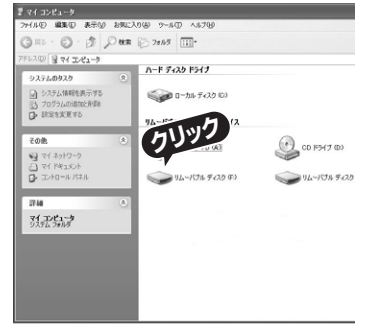 マイ コンピュータ
ファイル(F) 編集(E) 表示(V) お気に入り(A) ツール(T) ヘルプ(H)
戻る 検索 フォルダ
アドレス(D) マイ コンピュータ
システムのタスク
システム情報を表示する
プログラムの追加と削除
設定を変更する
その他
マイ ネットワーク
マイ ドキュメント
コントロール パネル
詳細
マイ コンピュータ
システム フォルダ
ハード ディスク ドライブ
ローカル ディスク (C:)
クリック
(A:)
CD ドライブ (D:)
リムーバブル ディスク (F:)
リムーバブル ディスク